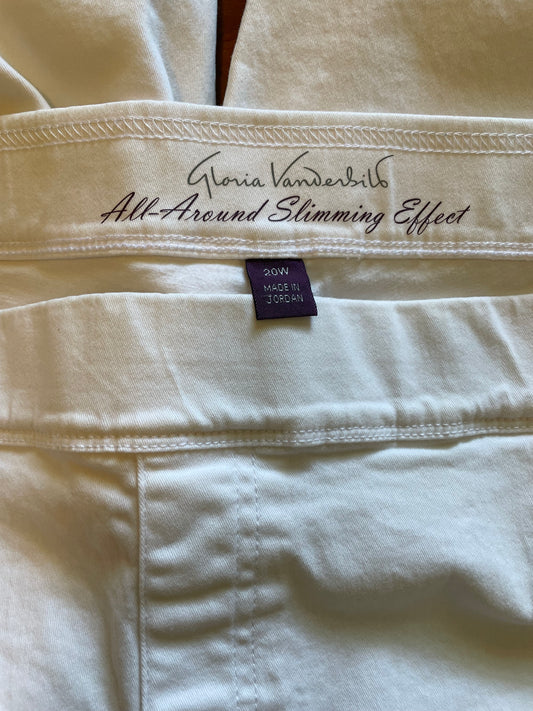 Gloria Vanderbilt
All-Around Slimming Effect
20W
MADE IN
JORDAN